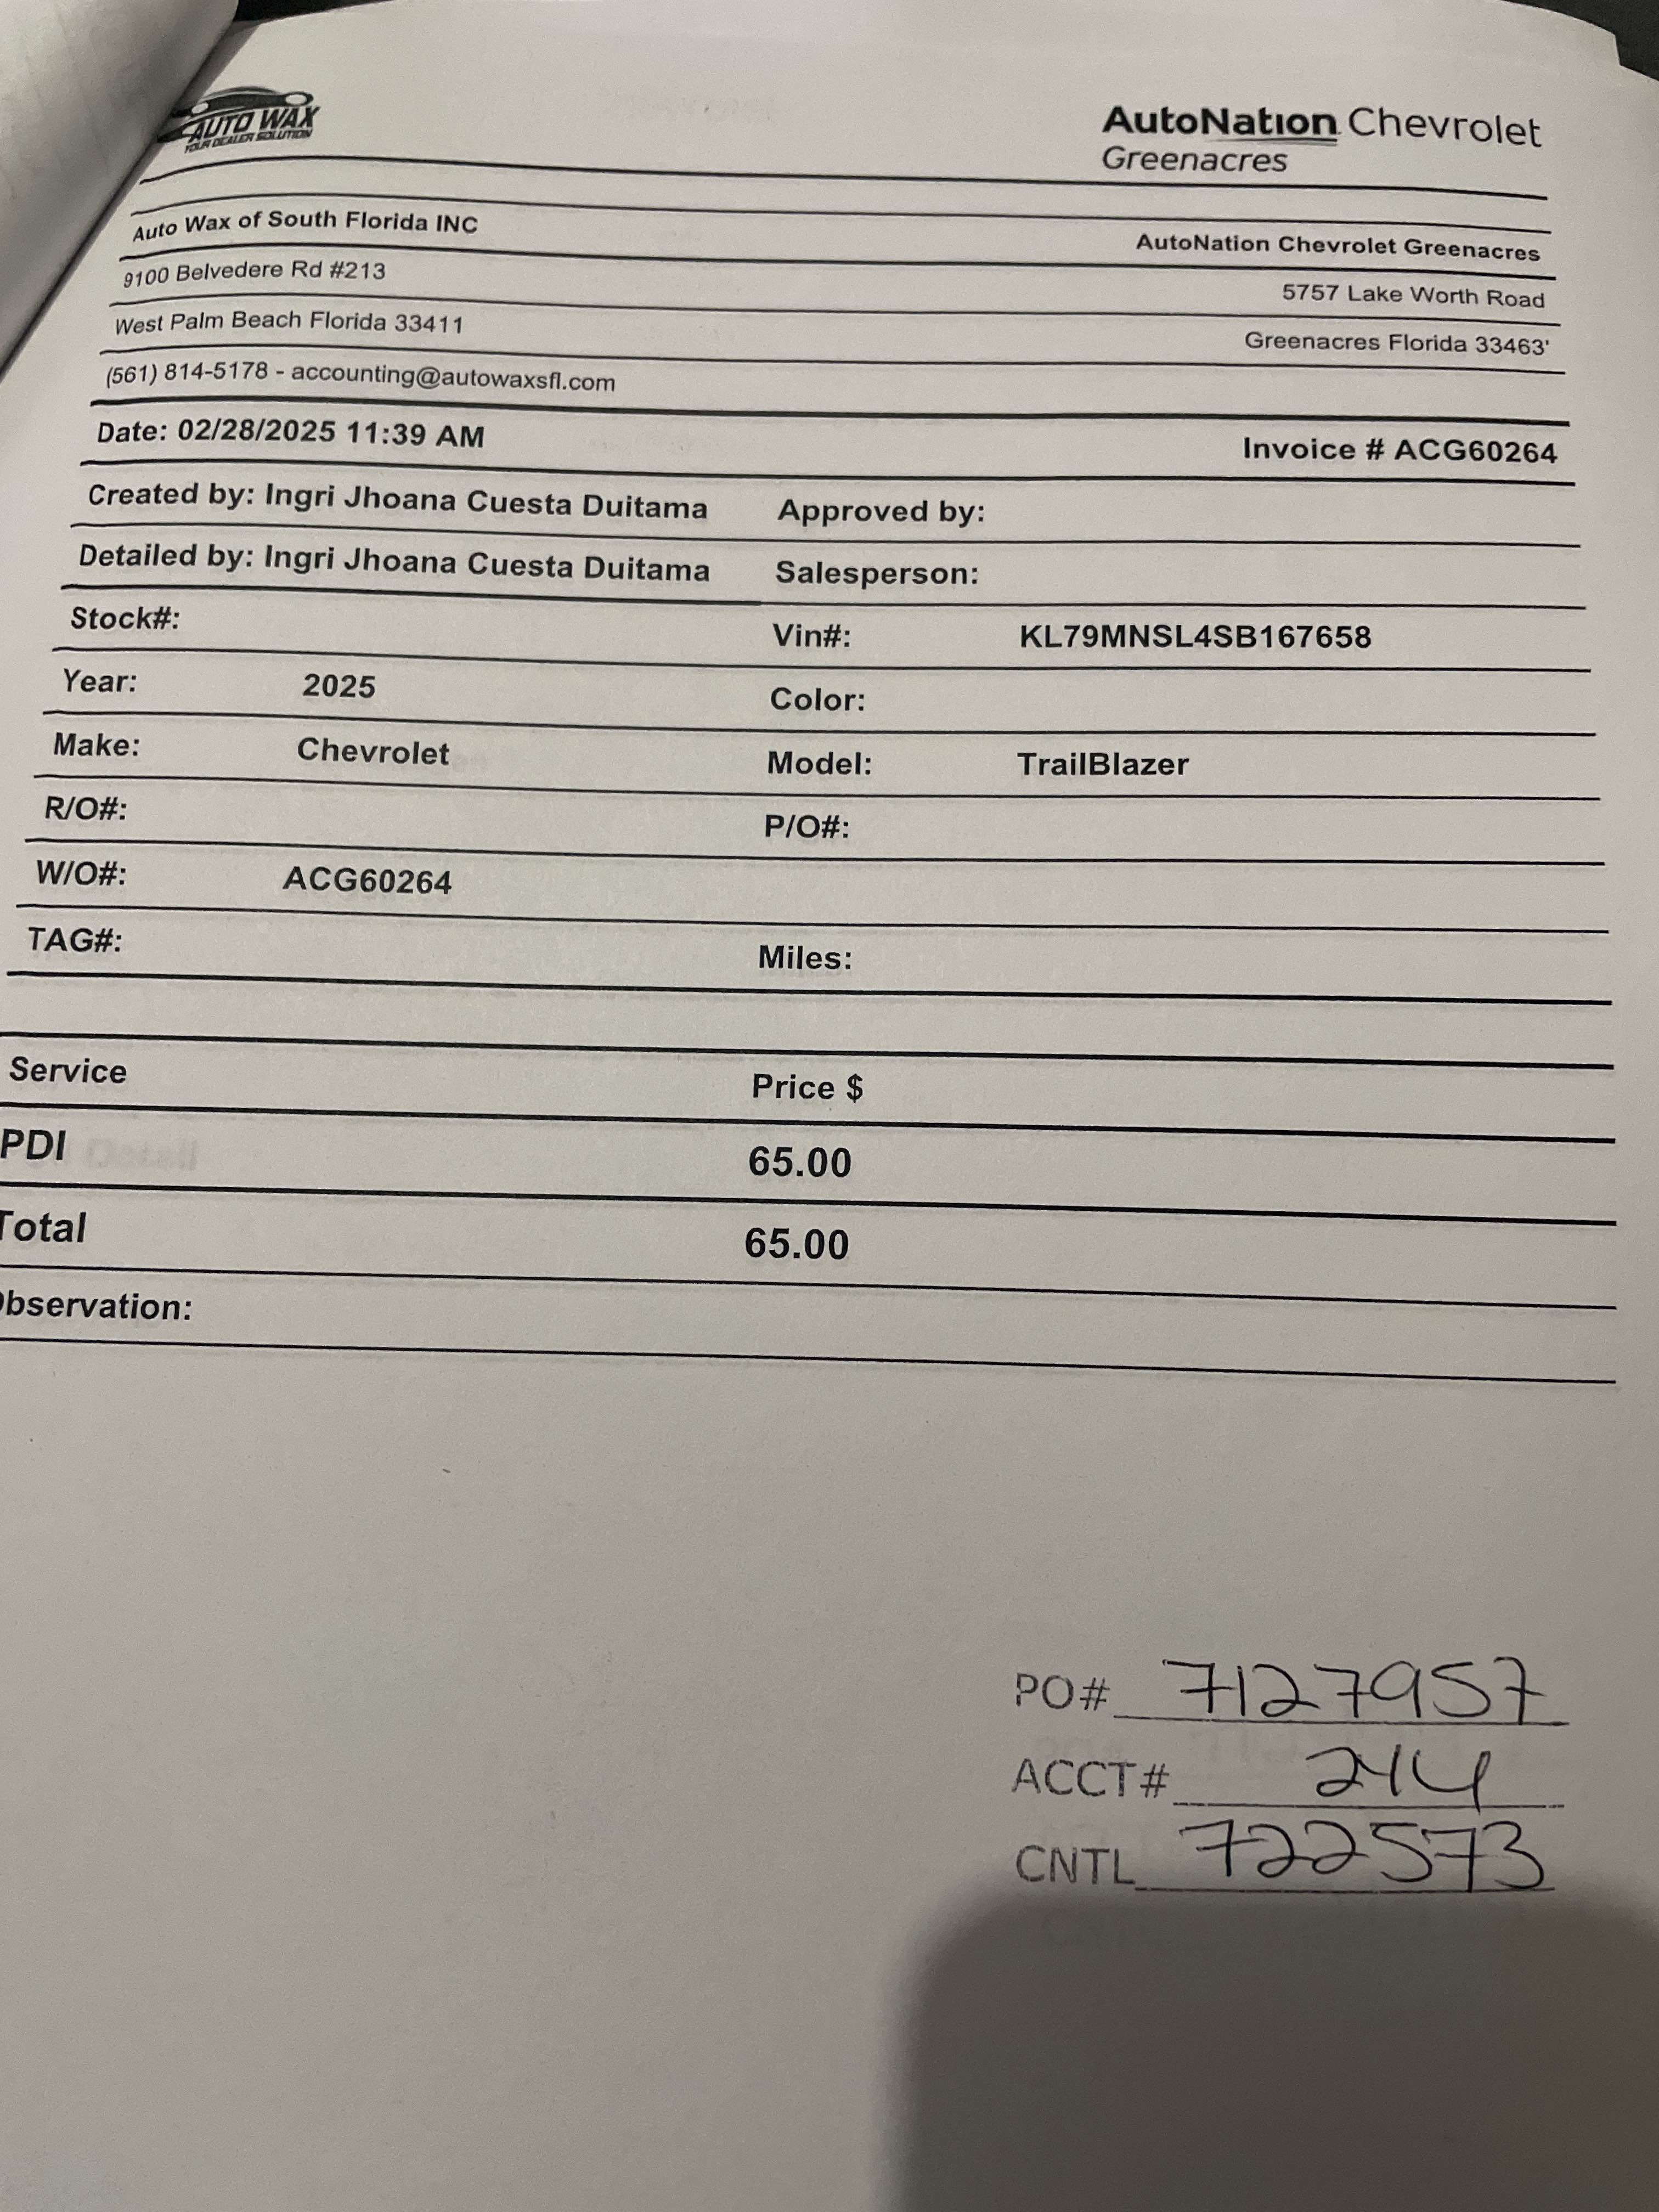 AUTO WAX
YOUR DEALER SOLUTION
AutoNation Chevrolet
Greenacres
Auto Wax of South Florida INC
AutoNation Chevrolet Greenacres
9100 Belvedere Rd #213
5757 Lake Worth Road
West Palm Beach Florida 33411
Greenacres Florida 33463'
(561) 814-5178 - accounting@autowaxsfl.com
Date: 02/28/2025 11:39 AM Invoice # ACG60264
Created by: Ingri Jhoana Cuesta Duitama Approved by:
Detailed by: Ingri Jhoana Cuesta Duitama Salesperson:
Stock#: Vin#: KL79MNSL4SB167658
Year: 2025 Color:
Make: Chevrolet Model: TrailBlazer
R/O#: P/O#:
W/O#: ACG60264
TAG#: Miles:
Service Price $
PDI 65.00
Total 65.00
Observation:
PO# 7127957
ACCT# 244
CNTL 722573